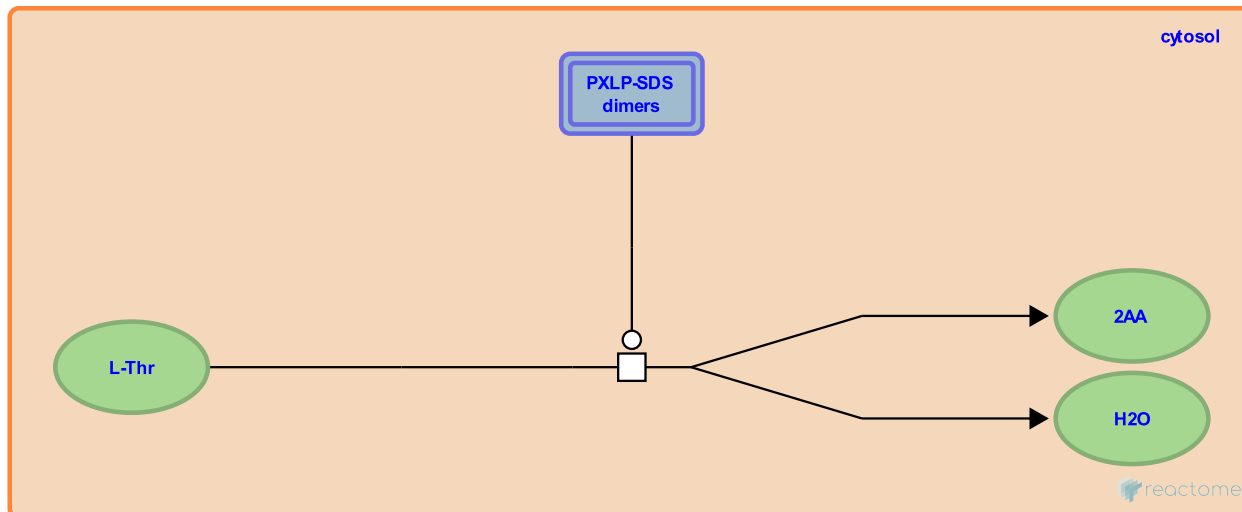 cytosol
PXLP-SDS
dimers
2AA
L-Thr
H2O
reactome